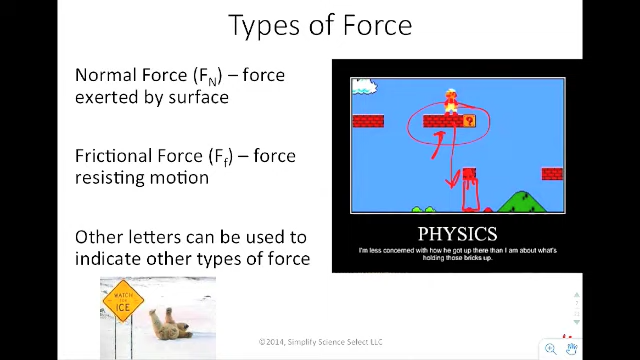 Types of Force
Normal Force (FN) – force
exerted by surface
Frictional Force (Ff) – force
resisting motion
Other letters can be used to
indicate other types of force
?
PHYSICS
I'm less concerned with how he got up there than I am about what's
holding those bricks up.
WATCH
FOR
ICE
©2014, Simplify Science Select LLC